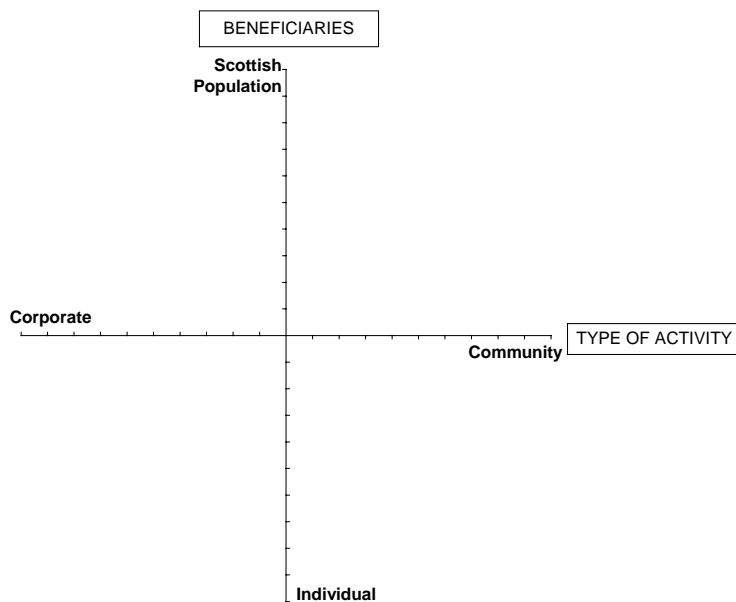 BENEFICIARIES
Scottish
Population
Corporate
TYPE OF ACTIVITY
Community
Individual